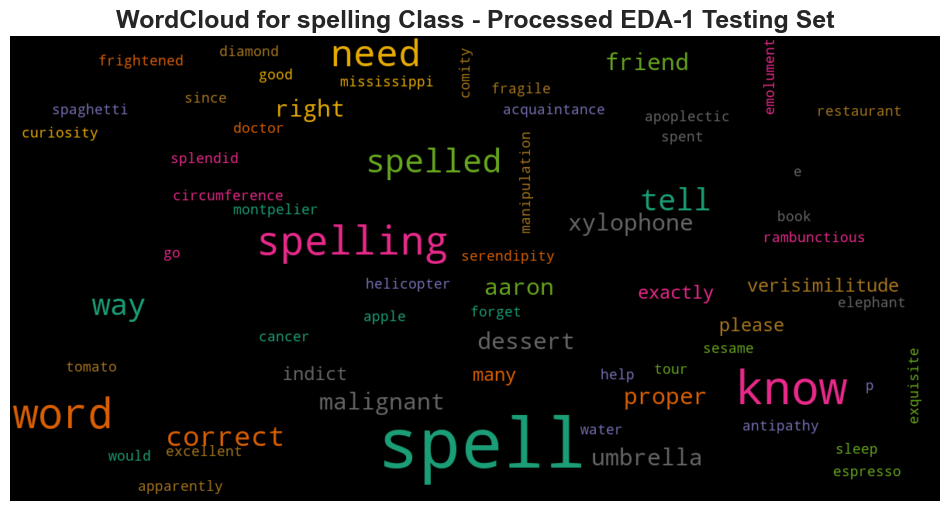 WordCloud for spelling Class - Processed EDA-1 Testing Set
frightened
diamond
need
good
mississippi
comity
friend
emolument
fragile
since
spaghetti
right
acquaintance
restaurant
apoplectic
curiosity
doctor
spent
splendid
spelled
manipulation
e
circumference
montpelier
tell
xylophone
book
rambunctious
go
spelling
serendipity
helicopter
aaron
exactly
verisimilitude
elephant
way
apple
forget
please
cancer
dessert
sesame
tomato
indict
many
help
tour
know
p
exquisite
malignant
proper
word
correct
spell
water
antipathy
would
excellent
umbrella
sleep
espresso
apparently